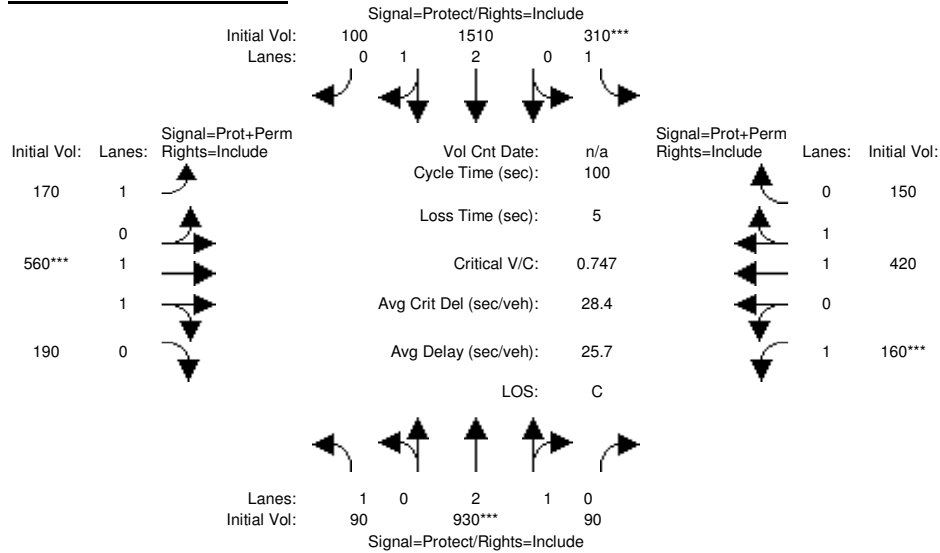 Signal=Protect/Rights=Include
Initial Vol: 100 1510 310***
Lanes: 0 1 2 0 1
Signal=Prot+Perm Signal=Prot+Perm
Initial Vol: Lanes: Rights=Include Vol Cnt Date: n/a Rights=Include Lanes: Initial Vol:
Cycle Time (sec): 100
170 1 0 150
Loss Time (sec): 5
0 1
560*** 1 Critical V/C: 0.747 1 420
1 Avg Crit Del (sec/veh): 28.4 0
190 0 Avg Delay (sec/veh): 25.7 1 160***
LOS: C
Lanes: 1 0 2 1 0
Initial Vol: 90 930*** 90
Signal=Protect/Rights=Include